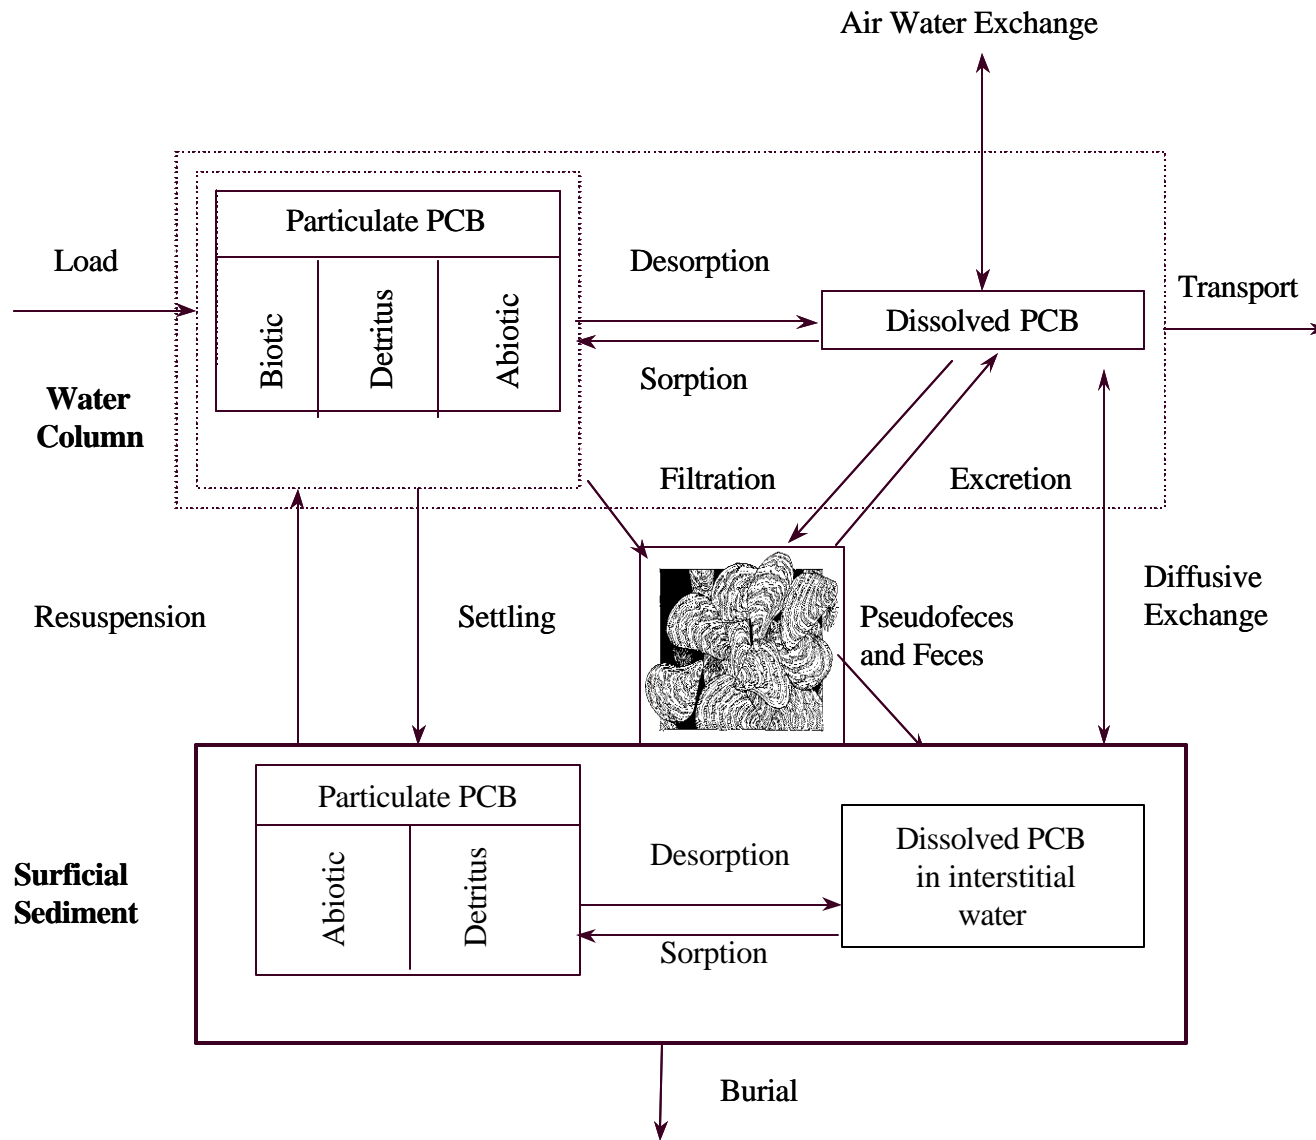 Air Water Exchange
Particulate PCB
Load
Desorption
Transport
Biotic
Detritus
Abiotic
Dissolved PCB
Sorption
Water
Column
Filtration
Excretion
Resuspension
Settling
Pseudofeces
and Feces
Diffusive
Exchange
Particulate PCB
Surficial
Sediment
Abiotic
Detritus
Desorption
Dissolved PCB
in interstitial
water
Sorption
Burial